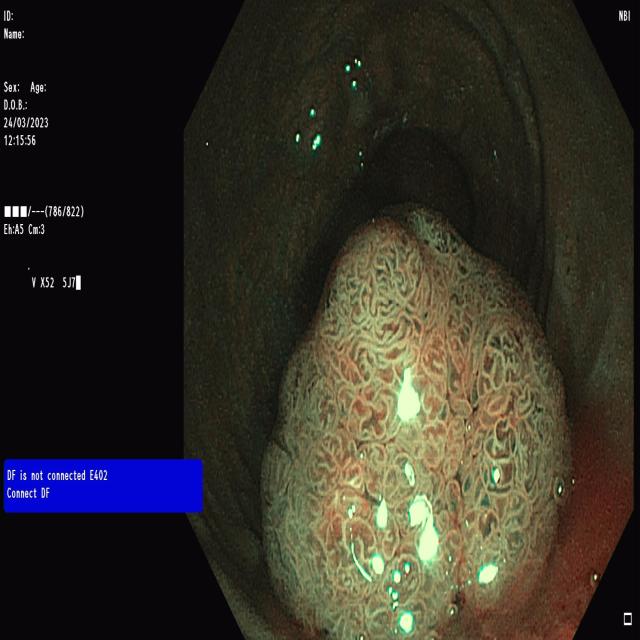 ID:
NBI
Name:
Sex: Age:
D.O.B.:
24/03/2023
12:15:56
■■■/---(786/822)
Eh:A5 Cm:3
V X52 5J7
DF is not connected E402
Connect DF